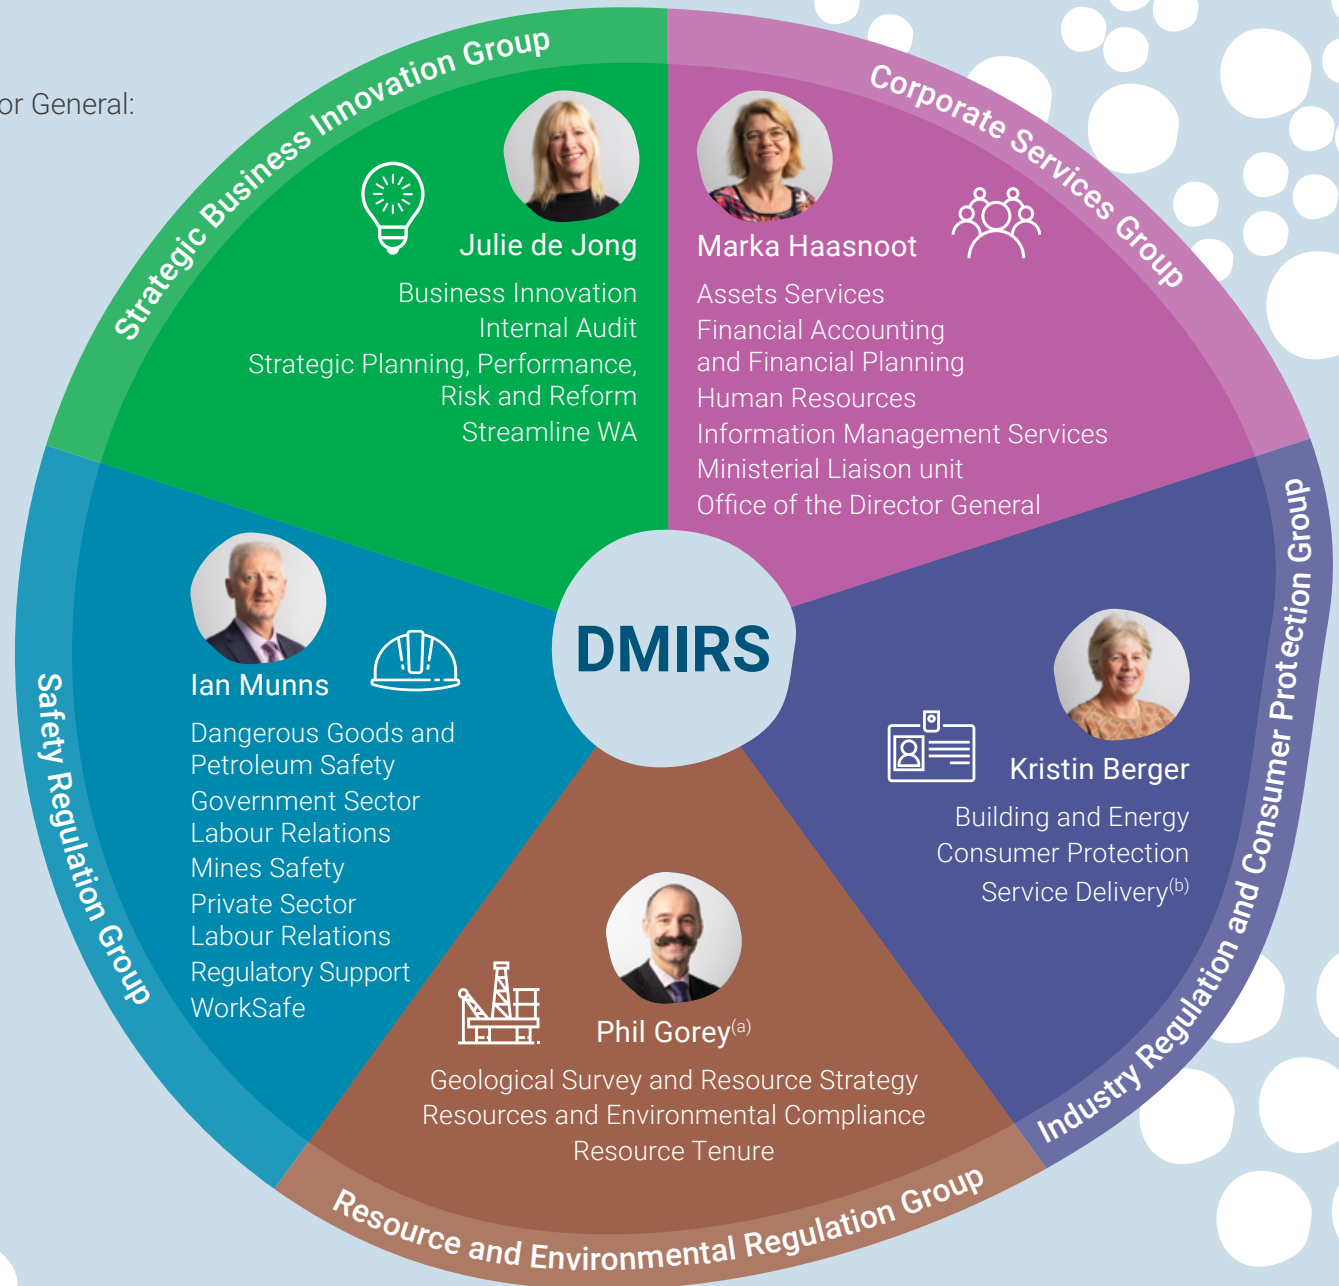 or General:
Strategic Business Innovation Group
Julie de Jong
Business Innovation
Internal Audit
Strategic Planning, Performance,
Risk and Reform
Streamline WA
Corporate Services Group
Marka Haasnoot
Assets Services
Financial Accounting
and Financial Planning
Human Resources
Information Management Services
Ministerial Liaison unit
Office of the Director General
DMIRS
Safety Regulation Group
Ian Munns
Dangerous Goods and
Petroleum Safety
Government Sector
Labour Relations
Mines Safety
Private Sector
Labour Relations
Regulatory Support
WorkSafe
Industry Regulation and Consumer Protection Group
Kristin Berger
Building and Energy
Consumer Protection
Service Delivery(b)
Phil Gorey(a)
Geological Survey and Resource Strategy
Resources and Environmental Compliance
Resource Tenure
Resource and Environmental Regulation Group